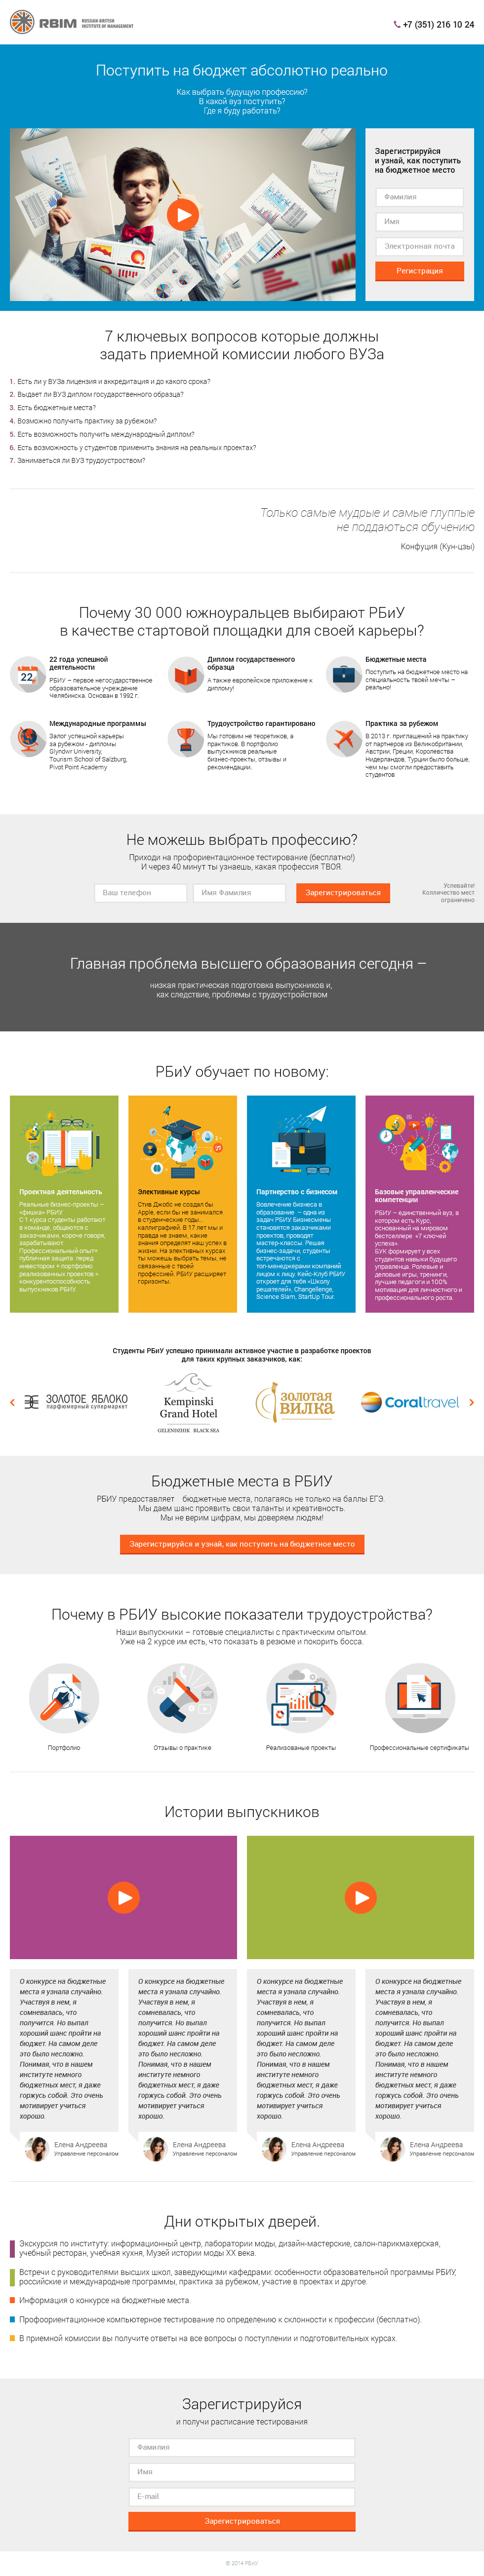 RBIM RUSSIAN-BRITISH
INSTITUTE OF MANAGEMENT
+7 (351) 216 10 24
Поступить на бюджет абсолютно реально
Как выбрать будущую профессию?
В какой вуз поступить?
Где я буду работать?
Зарегистрируйся
и узнай, как поступить
на бюджетное место
Фамилия
Имя
Электронная почта
Регистрация
7 ключевых вопросов которые должны
задать приемной комиссии любого ВУЗа
1. Есть ли у ВУЗа лицензия и аккредитация и до какого срока?
2. Выдает ли ВУЗ диплом государственного образца?
3. Есть бюджетные места?
4. Возможно получить практику за рубежом?
5. Есть возможность получить международный диплом?
6. Есть возможность у студентов применить знания на реальных проектах?
7. Занимаеться ли ВУЗ трудоустроством?
Только самые мудрые и самые глуппые
не поддаються обучению
Конфуция (Кун-цзы)
Почему 30 000 южноуральцев выбирают РБиУ
в качестве стартовой площадки для своей карьеры?
22
22 года успешной
деятельности
РБИУ – первое негосударственное
образовательное учреждение
Челябинска. Основан в 1992 г.
Диплом государственного
образца
А также европейское приложение к
диплому!
Бюджетные места
Поступить на бюджетное место на
специальность твоей мечты –
реально!
Международные программы
Залог успешной карьеры
за рубежом - дипломы
Glyndwr University,
Tourism School of Salzburg,
Pivot Point Academy
Трудоустройство гарантировано
Мы готовим не теоретиков, а
практиков. В портфолио
выпускников реальные
бизнес-проекты, отзывы и
рекомендации.
Практика за рубежом
В 2013 г. приглашений на практику
от партнеров из Великобритании,
Австрии, Греции, Королевства
Нидерландов, Турции было больше,
чем мы смогли предоставить
студентов
Не можешь выбрать профессию?
Приходи на профориентационное тестирование (бесплатно!)
И через 40 минут ты узнаешь, какая профессия ТВОЯ.
Ваш телефон
Имя Фамилия
Зарегистрироваться
Успевайте!
Колличество мест
ограничено
Главная проблема высшего образования сегодня –
низкая практическая подготовка выпускников и,
как следствие, проблемы с трудоустройством
РБиУ обучает по новому:
Проектная деятельность
Реальные бизнес-проекты –
«фишка» РБИУ
С 1 курса студенты работают
в команде, общаются с
заказчиками, короче говоря,
зарабатывают.
Профессиональный опыт+
публичная защита перед
инвестором + портфолио
реализованных проектов =
конкурентоспособность
выпускников РБИУ.
Элективные курсы
Стив Джобс не создал бы
Apple, если бы не занимался
в студенческие годы...
каллиграфией. В 17 лет мы и
правда не знаем, какие
знания определят наш успех в
жизни. На элективных курсах
ты можешь выбрать темы, не
связанные с твоей
профессией. РБИУ расширяет
горизонты.
Партнерство с бизнесом
Вовлечение бизнеса в
образование – одна из
задач РБИУ. Бизнесмены
становятся заказчиками
проектов, проводят
мастер-классы. Решая
бизнес-задачи, студенты
встречаются с
топ-менеджерами компаний
лицом к лицу. Кейс-Клуб РБИУ
откроет для тебя «Школу
решателей», Changellenge,
Science Slam, StartUp Tour.
Базовые управленческие
компетенции
РБИУ – единственный вуз, в
котором есть Курс,
основанный на мировом
бестселлере «7 ключей
успеха».
БУК формирует у всех
студентов навыки будущего
управленца. Ролевые и
деловые игры, тренинги,
лучшие педагоги и 100%
мотивация для личностного и
профессионального роста.
Студенты РБиУ успешно принимали активное участие в разработке проектов
для таких крупных заказчиков, как:
ЗОЛОТОЕ ЯБЛОКО
парфюмерный супермаркет
Kempinski
Grand Hotel
GELENDZHIK BLACK SEA
золотая
ВИЛКА
Coraltravel
Бюджетные места в РБИУ
РБИУ предоставляет бюджетные места, полагаясь не только на баллы ЕГЭ.
Мы даем шанс проявить свои таланты и креативность.
Мы не верим цифрам, мы доверяем людям!
Зарегистрируйся и узнай, как поступить на бюджетное место
Почему в РБИУ высокие показатели трудоустройства?
Наши выпускники – готовые специалисты с практическим опытом.
Уже на 2 курсе им есть, что показать в резюме и покорить босса.
Портфолио
Отзывы о практике
Реализованые проекты
Профессиональные сертификаты
Истории выпускников
О конкурсе на бюджетные
места я узнала случайно.
Участвуя в нем, я
сомневалась, что
получится. Но выпал
хороший шанс пройти на
бюджет. На самом деле
это было несложно.
Понимая, что в нашем
институте немного
бюджетных мест, я даже
горжусь собой. Это очень
мотивирует учиться
хорошо.
Елена Андреева
Управление персоналом
О конкурсе на бюджетные
места я узнала случайно.
Участвуя в нем, я
сомневалась, что
получится. Но выпал
хороший шанс пройти на
бюджет. На самом деле
это было несложно.
Понимая, что в нашем
институте немного
бюджетных мест, я даже
горжусь собой. Это очень
мотивирует учиться
хорошо.
Елена Андреева
Управление персоналом
О конкурсе на бюджетные
места я узнала случайно.
Участвуя в нем, я
сомневалась, что
получится. Но выпал
хороший шанс пройти на
бюджет. На самом деле
это было несложно.
Понимая, что в нашем
институте немного
бюджетных мест, я даже
горжусь собой. Это очень
мотивирует учиться
хорошо.
Елена Андреева
Управление персоналом
О конкурсе на бюджетные
места я узнала случайно.
Участвуя в нем, я
сомневалась, что
получится. Но выпал
хороший шанс пройти на
бюджет. На самом деле
это было несложно.
Понимая, что в нашем
институте немного
бюджетных мест, я даже
горжусь собой. Это очень
мотивирует учиться
хорошо.
Елена Андреева
Управление персоналом
Дни открытых дверей.
Экскурсия по институту: информационный центр, лаборатории моды, дизайн-мастерские, салон-парикмахерская,
учебный ресторан, учебная кухня, Музей истории моды XX века.
Встречи с руководителями высших школ, заведующими кафедрами: особенности образовательной программы РБИУ,
российские и международные программы, практика за рубежом, участие в проектах и другое.
Информация о конкурсе на бюджетные места.
Профоориентационное компьютерное тестирование по определению к склонности к профессии (бесплатно).
В приемной комиссии вы получите ответы на все вопросы о поступлении и подготовительных курсах.
Зарегистрируйся
и получи расписание тестирования
Фамилия
Имя
E-mail
Зарегистрироваться
© 2014 РБиУ